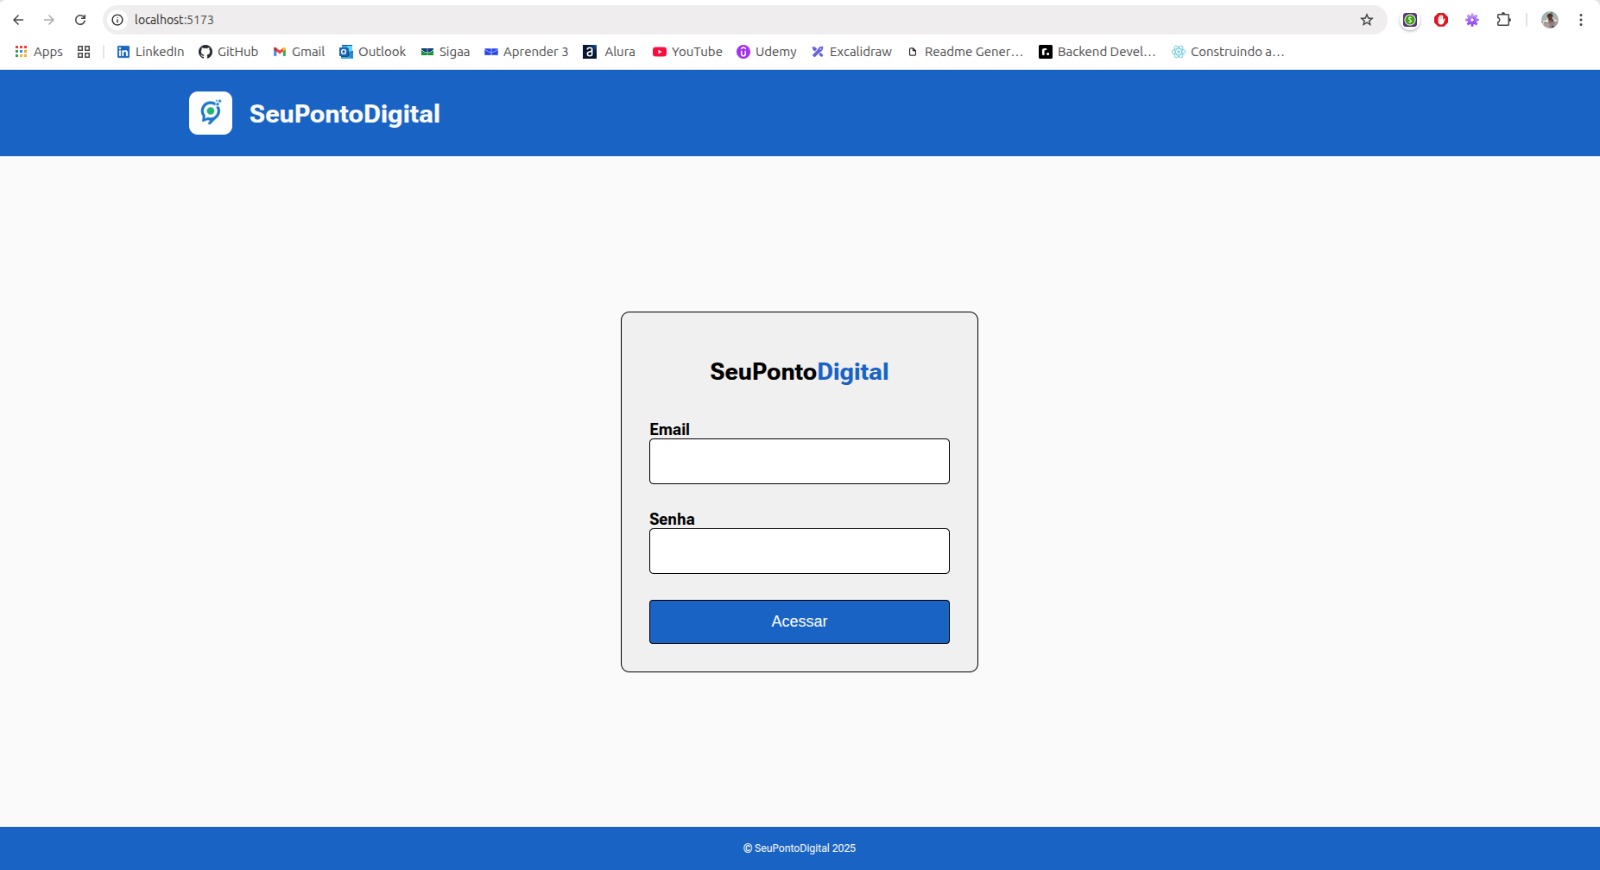 localhost:5173
Apps LinkedIn GitHub Gmail Outlook Sigaa Aprender 3 Alura YouTube Udemy Excalidraw Readme Gener... Backend Devel... Construindo a...
SeuPontoDigital
SeuPontoDigital
Email
Senha
Acessar
© SeuPontoDigital 2025